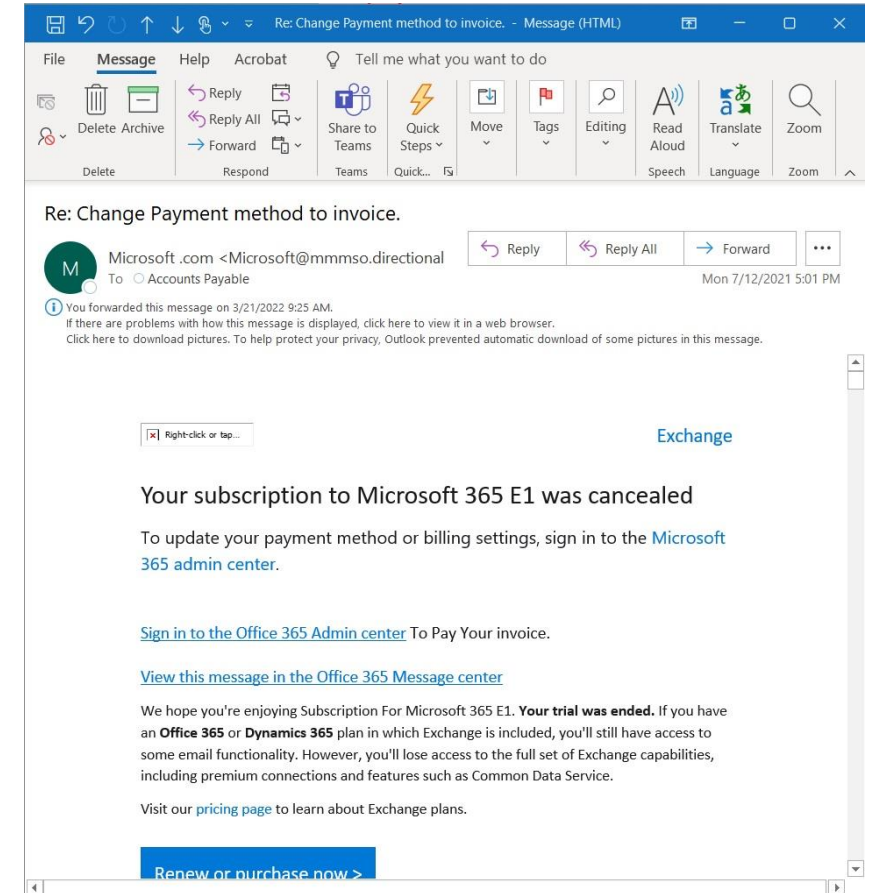 Re: Change Payment method to invoice. - Message (HTML)
File Message Help Acrobat Tell me what you want to do
Delete Archive
Reply
Reply All
Forward
Share to Teams
Quick Steps
Move
Tags
Editing
Read Aloud
Translate
Zoom
Delete Respond Teams Quick... Speech Language Zoom
Re: Change Payment method to invoice.
M
Microsoft .com <Microsoft@mmmso.directional
Reply Reply All Forward
To Accounts Payable
Mon 7/12/2021 5:01 PM
You forwarded this message on 3/21/2022 9:25 AM.
If there are problems with how this message is displayed, click here to view it in a web browser.
Click here to download pictures. To help protect your privacy, Outlook prevented automatic download of some pictures in this message.
Right-click or tap...
Exchange
Your subscription to Microsoft 365 E1 was cancealed
To update your payment method or billing settings, sign in to the Microsoft
365 admin center.
Sign in to the Office 365 Admin center To Pay Your invoice.
View this message in the Office 365 Message center
We hope you're enjoying Subscription For Microsoft 365 E1. Your trial was ended. If you have
an Office 365 or Dynamics 365 plan in which Exchange is included, you'll still have access to
some email functionality. However, you'll lose access to the full set of Exchange capabilities,
including premium connections and features such as Common Data Service.
Visit our pricing page to learn about Exchange plans.
Renew or purchase now >